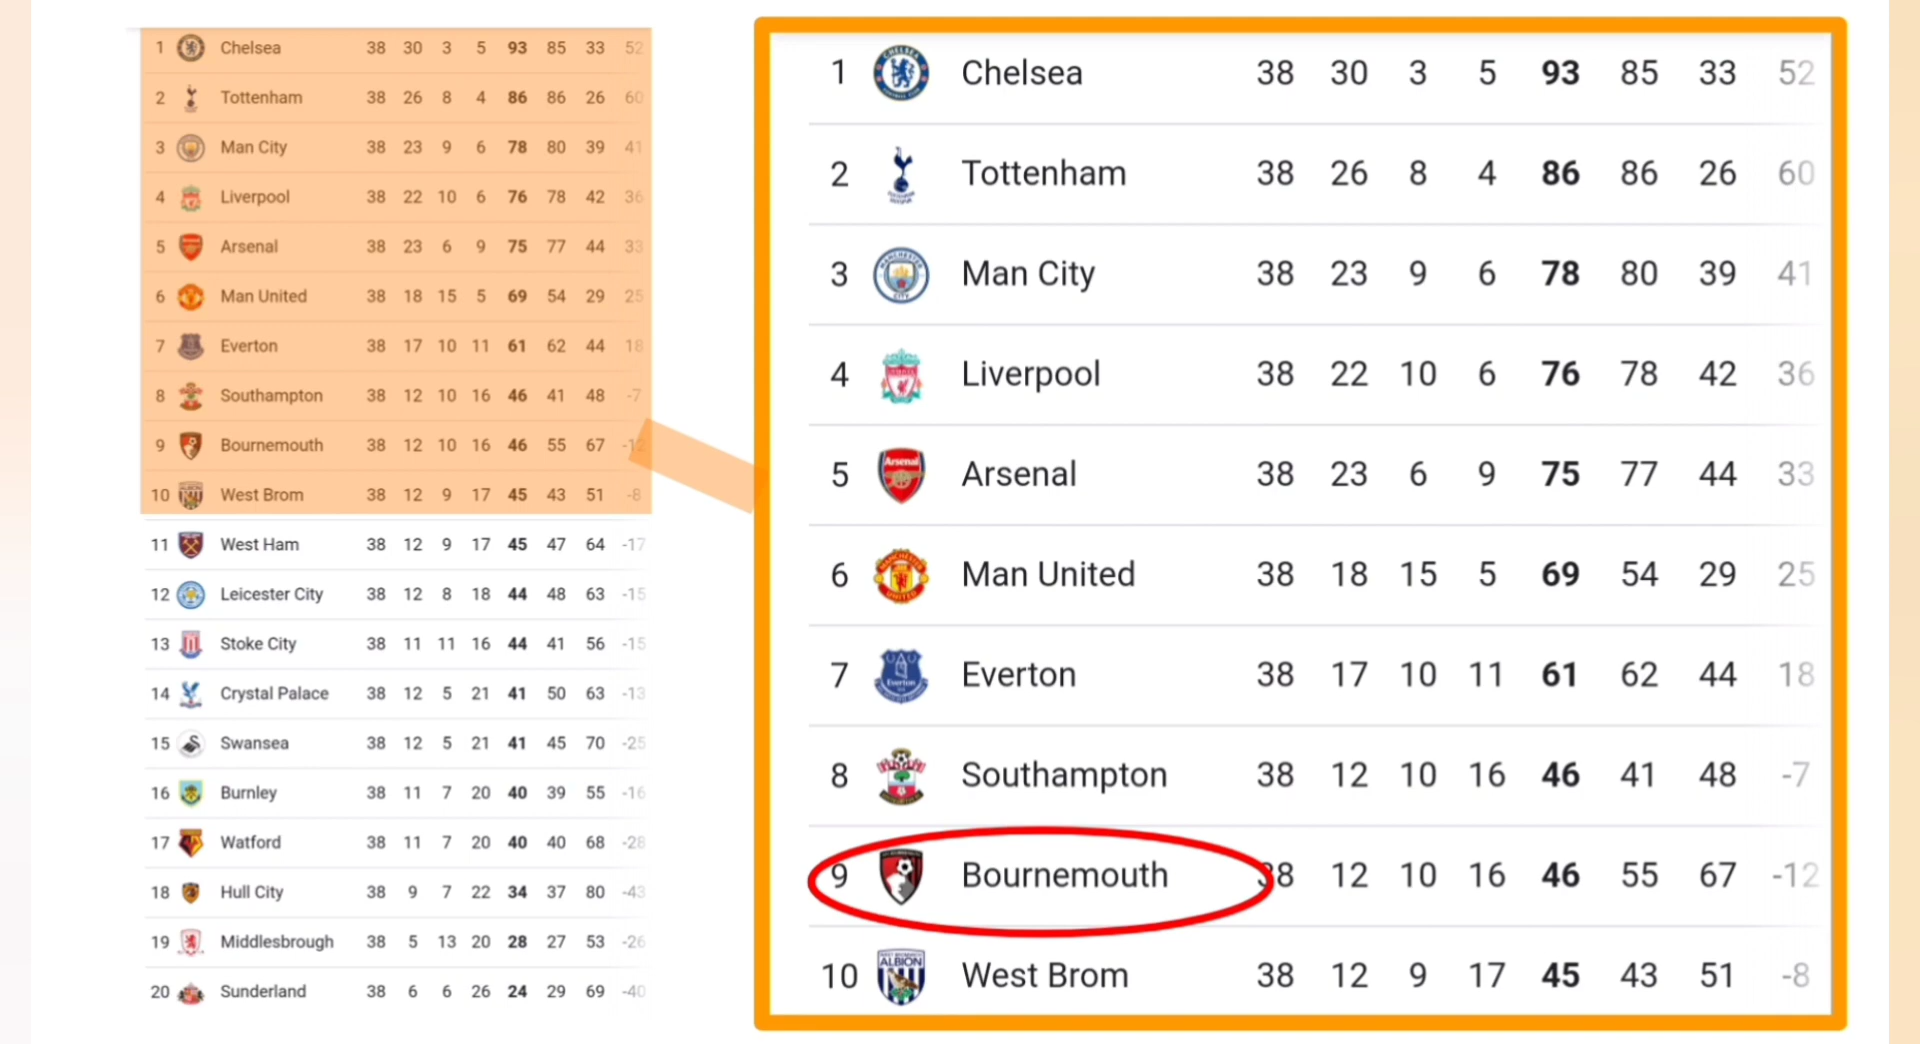 1 Chelsea 38 30 3 5 93 85 33 52
2 Tottenham 38 26 8 4 86 86 26 60
3 Man City 38 23 9 6 78 80 39 41
4 Liverpool 38 22 10 6 76 78 42 36
5 Arsenal 38 23 6 9 75 77 44 33
6 Man United 38 18 15 5 69 54 29 25
7 Everton 38 17 10 11 61 62 44 18
8 Southampton 38 12 10 16 46 41 48 -7
9 Bournemouth 38 12 10 16 46 55 67 -12
10 West Brom 38 12 9 17 45 43 51 -8
11 West Ham 38 12 9 17 45 47 64 -17
12 Leicester City 38 12 8 18 44 48 63 -15
13 Stoke City 38 11 11 16 44 41 56 -15
14 Crystal Palace 38 12 5 21 41 50 63 -13
15 Swansea 38 12 5 21 41 45 70 -25
16 Burnley 38 11 7 20 40 39 55 -16
17 Watford 38 11 7 20 40 40 68 -28
18 Hull City 38 9 7 22 34 37 80 -43
19 Middlesbrough 38 5 13 20 28 27 53 -26
20 Sunderland 38 6 6 26 24 29 69 -40
1 Chelsea 38 30 3 5 93 85 33 52
2 Tottenham 38 26 8 4 86 86 26 60
3 Man City 38 23 9 6 78 80 39 41
4 Liverpool 38 22 10 6 76 78 42 36
5 Arsenal Arsenal 38 23 6 9 75 77 44 33
6 Man United 38 18 15 5 69 54 29 25
7 Everton Everton 38 17 10 11 61 62 44 18
8 Southampton 38 12 10 16 46 41 48 -7
9 Bournemouth 38 12 10 16 46 55 67 -12
10 ALBION West Brom 38 12 9 17 45 43 51 -8